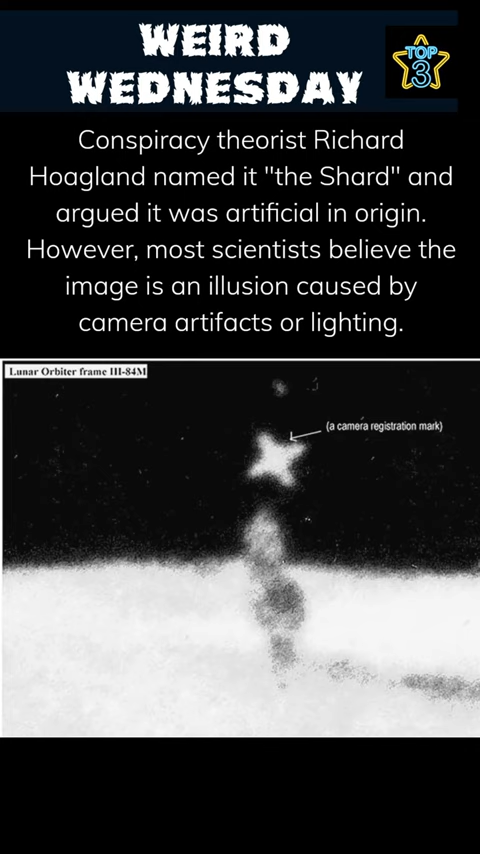 WEIRD
WEDNESDAY
TOP
3
Conspiracy theorist Richard
Hoagland named it "the Shard" and
argued it was artificial in origin.
However, most scientists believe the
image is an illusion caused by
camera artifacts or lighting.
Lunar Orbiter frame III-84M
(a camera registration mark)